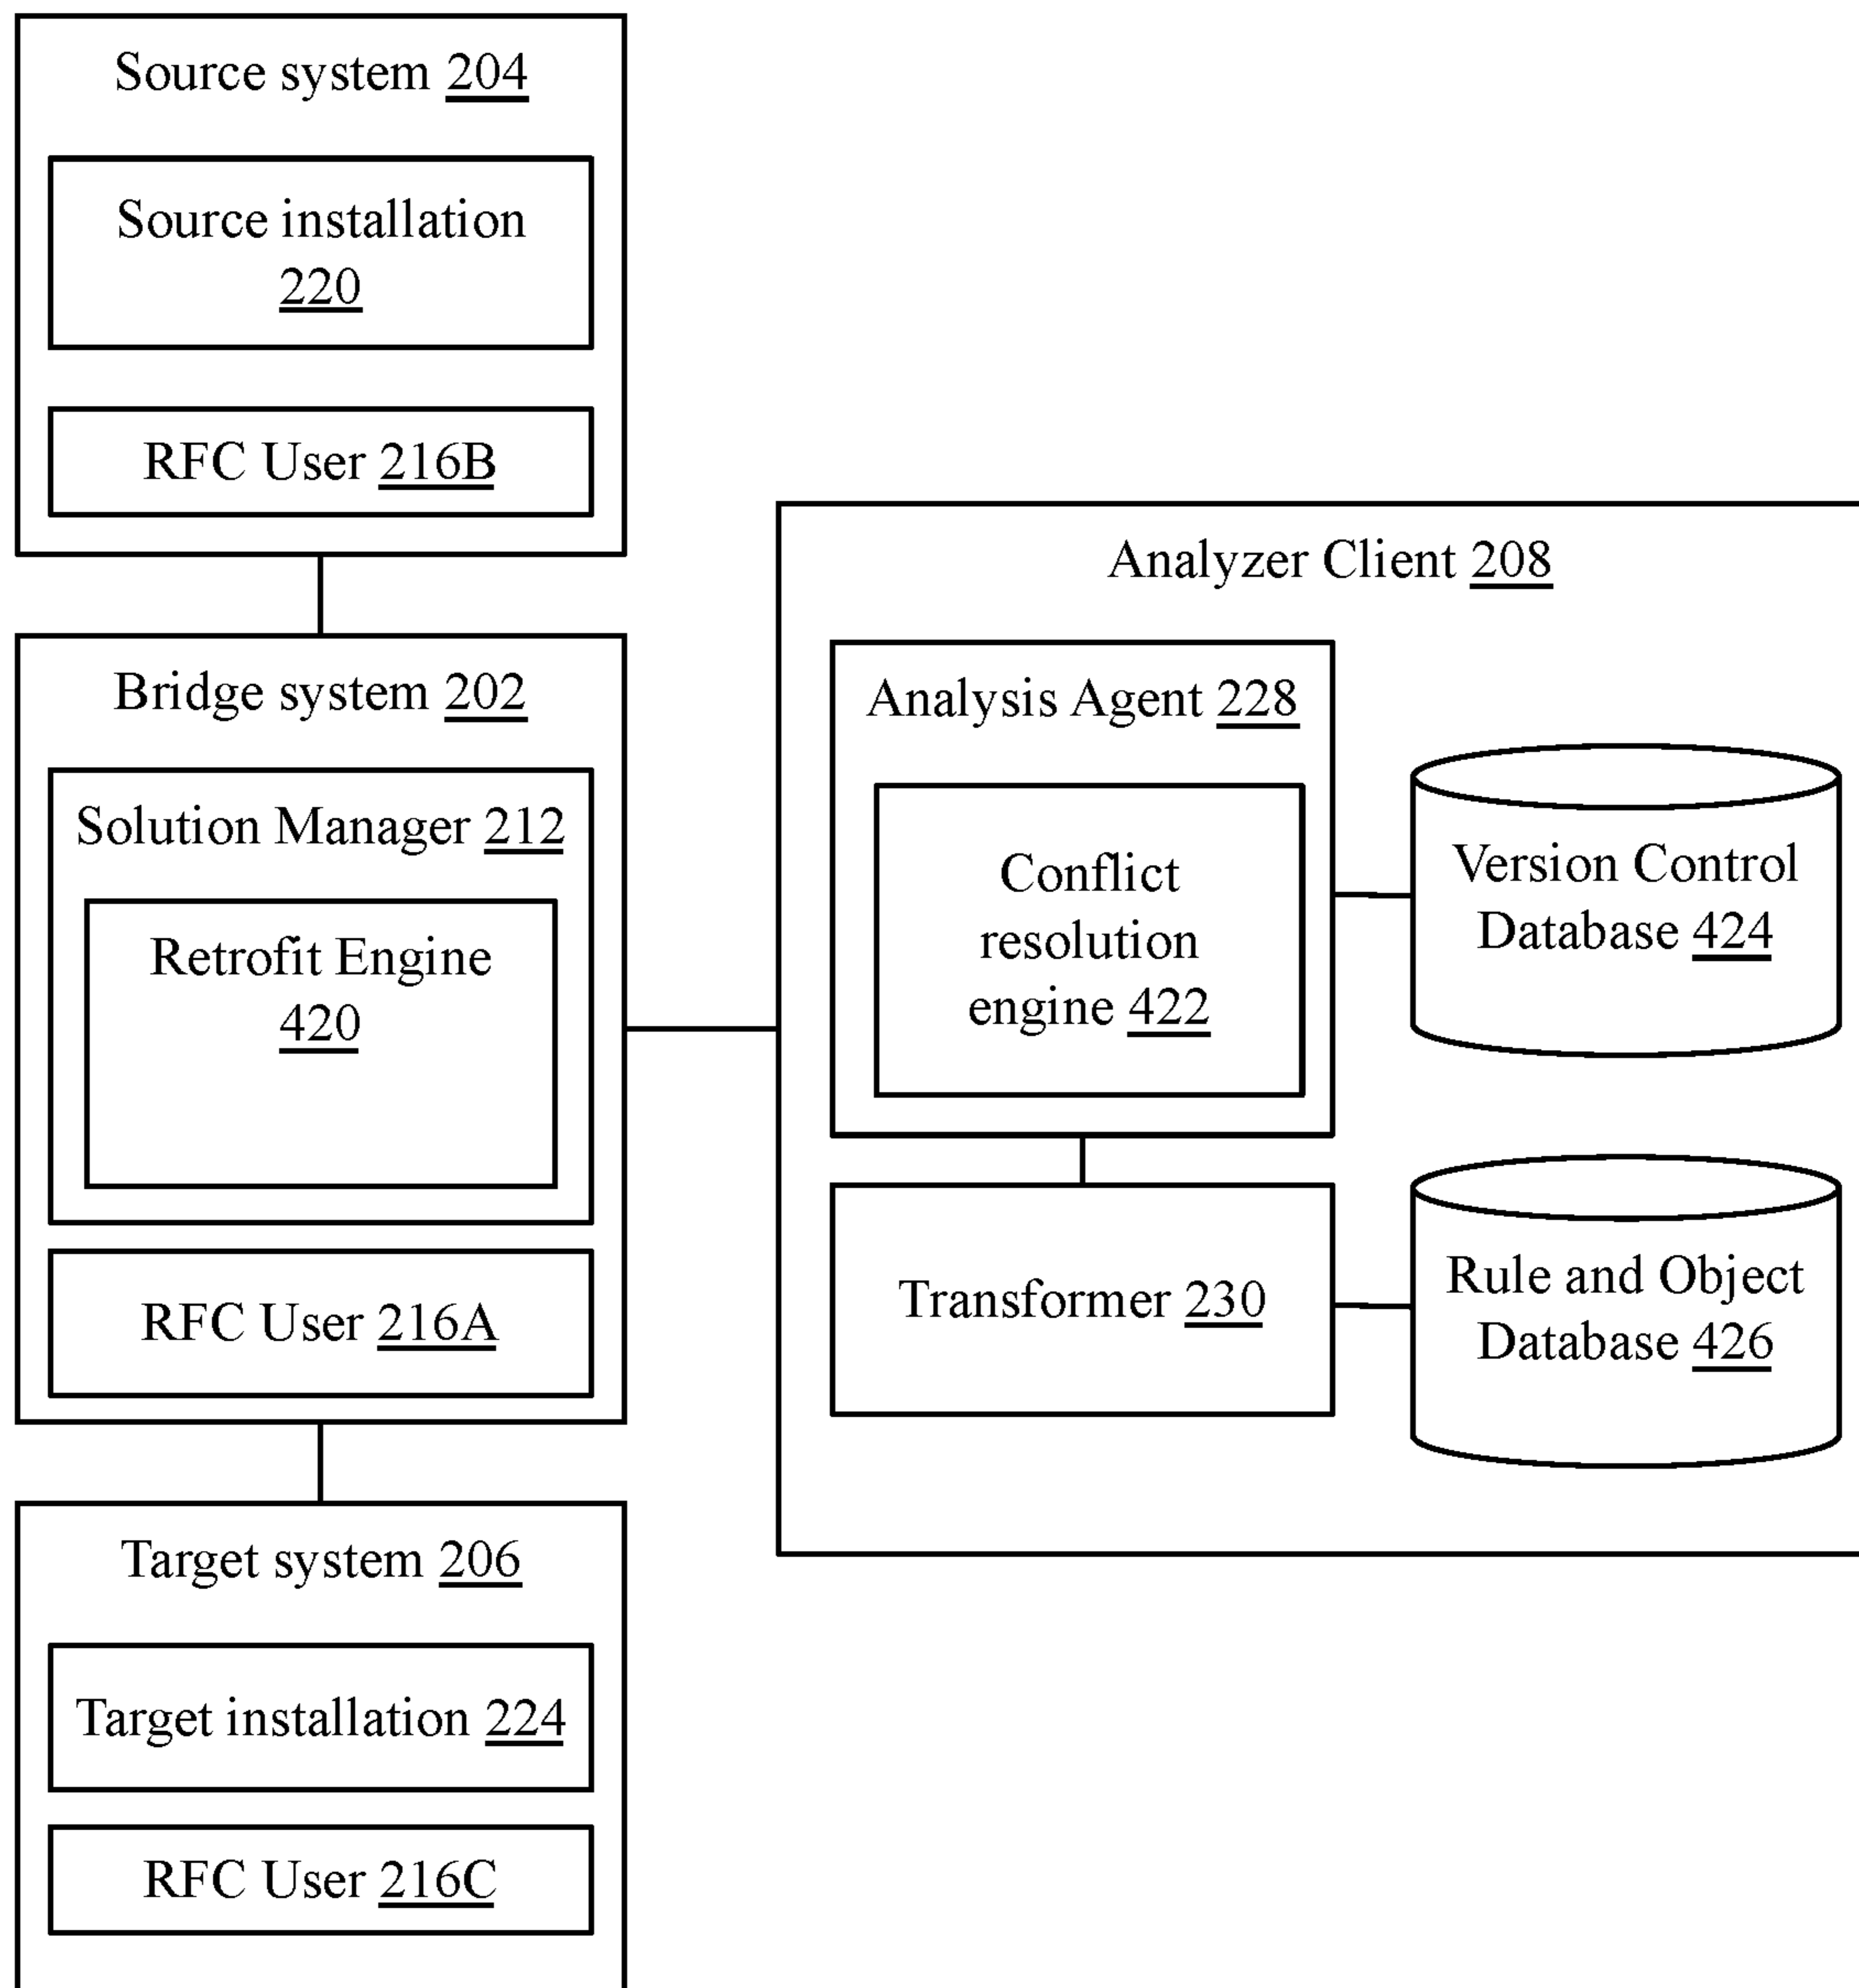 Source system 204
Source installation
220
RFC User 216B
Bridge system 202
Solution Manager 212
Retrofit Engine
420
RFC User 216A
Target system 206
Target installation 224
RFC User 216C
Analyzer Client 208
Analysis Agent 228
Conflict
resolution
engine 422
Version Control
Database 424
Transformer 230
Rule and Object
Database 426